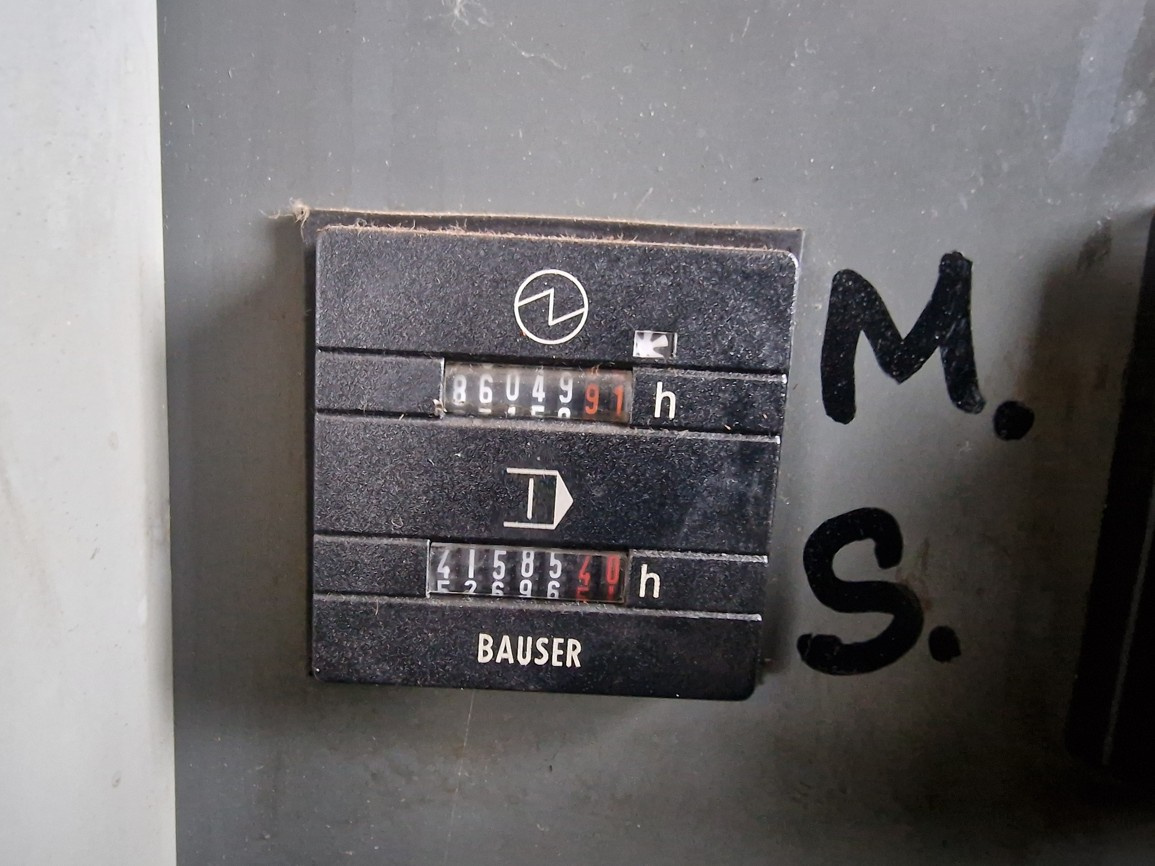 8604991 h
M.
4158540 h
S.
BAUSER